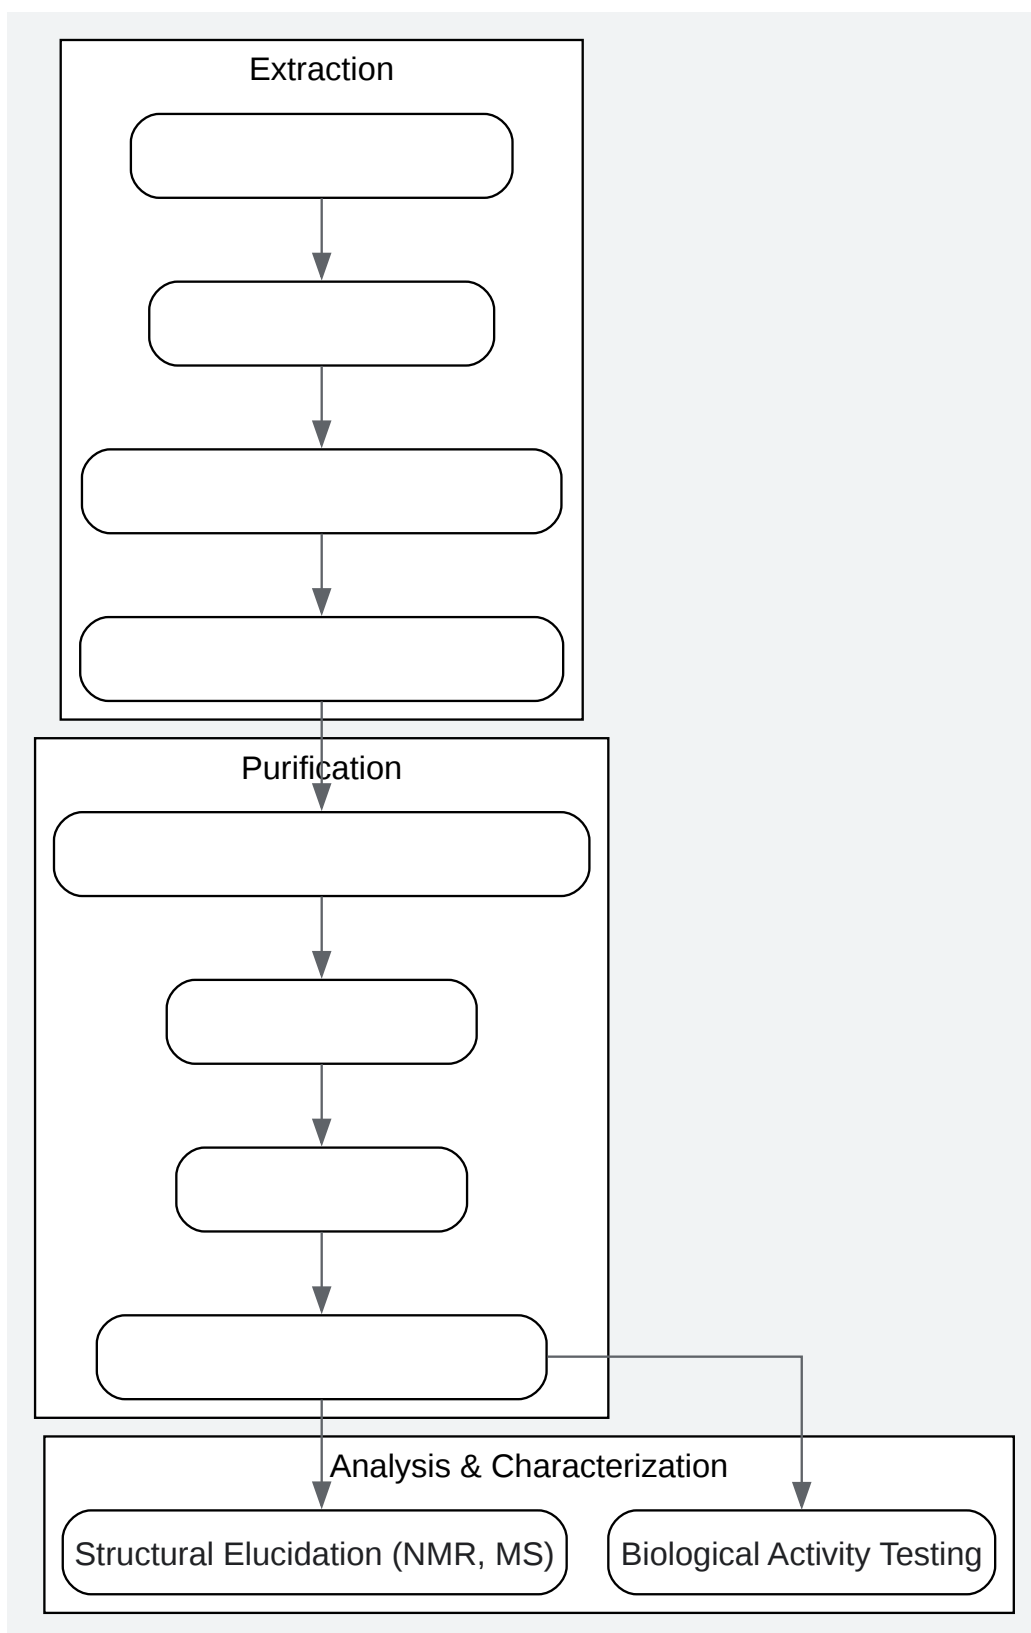 Extraction
Purification
Analysis & Characterization
Structural Elucidation (NMR, MS)
Biological Activity Testing